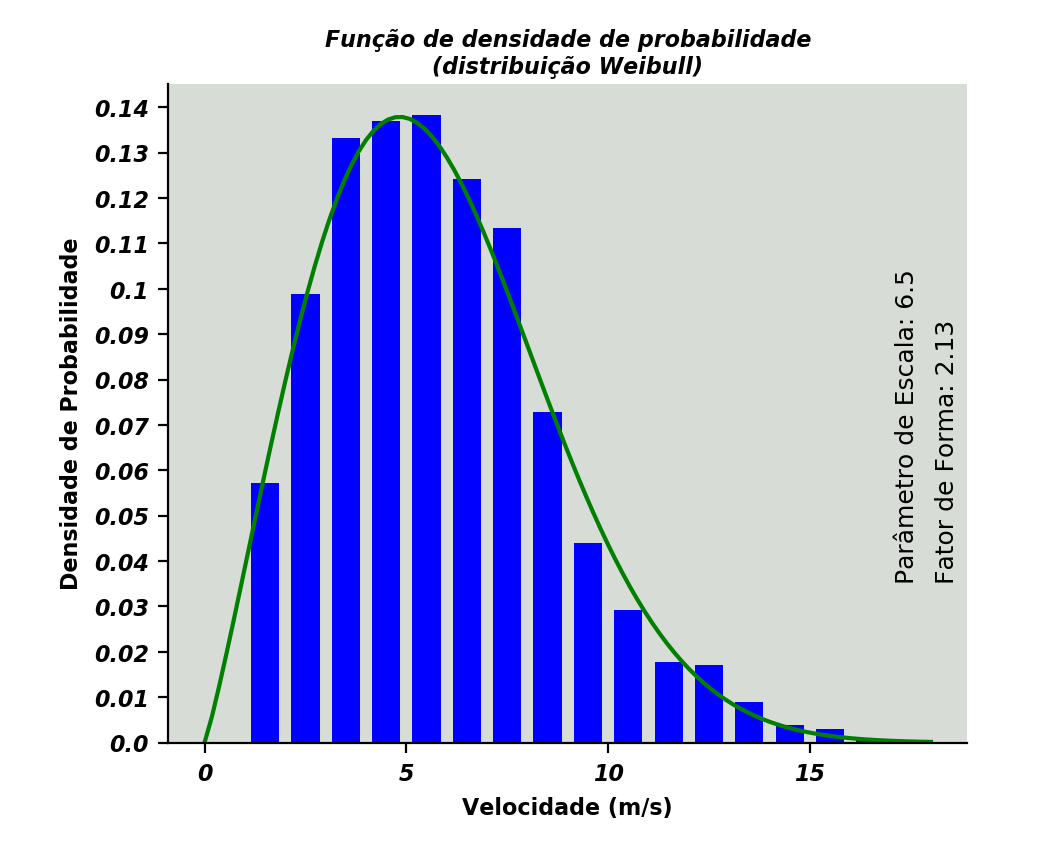 Função de densidade de probabilidade
(distribuição Weibull)
Densidade de Probabilidade
0.14
0.13
0.12
0.11
0.1
0.09
0.08
0.07
0.06
0.05
0.04
0.03
0.02
0.01
0.0
0 5 10 15
Velocidade (m/s)
Parâmetro de Escala: 6.5
Fator de Forma: 2.13